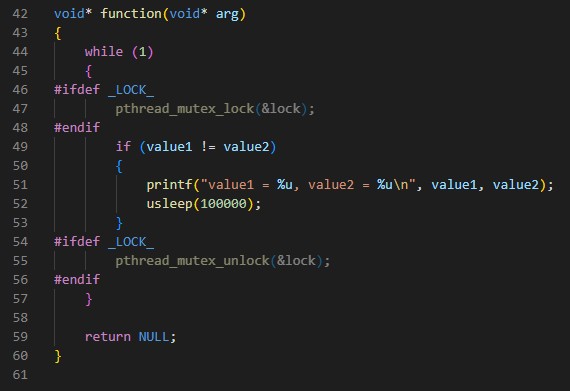 42 void* function(void* arg)
43 {
44     while (1)
45     {
46 #ifdef _LOCK_
47         pthread_mutex_lock(&lock);
48 #endif
49         if (value1 != value2)
50         {
51             printf("value1 = %u, value2 = %u\n", value1, value2);
52             usleep(100000);
53         }
54 #ifdef _LOCK_
55         pthread_mutex_unlock(&lock);
56 #endif
57     }
58
59     return NULL;
60 }
61